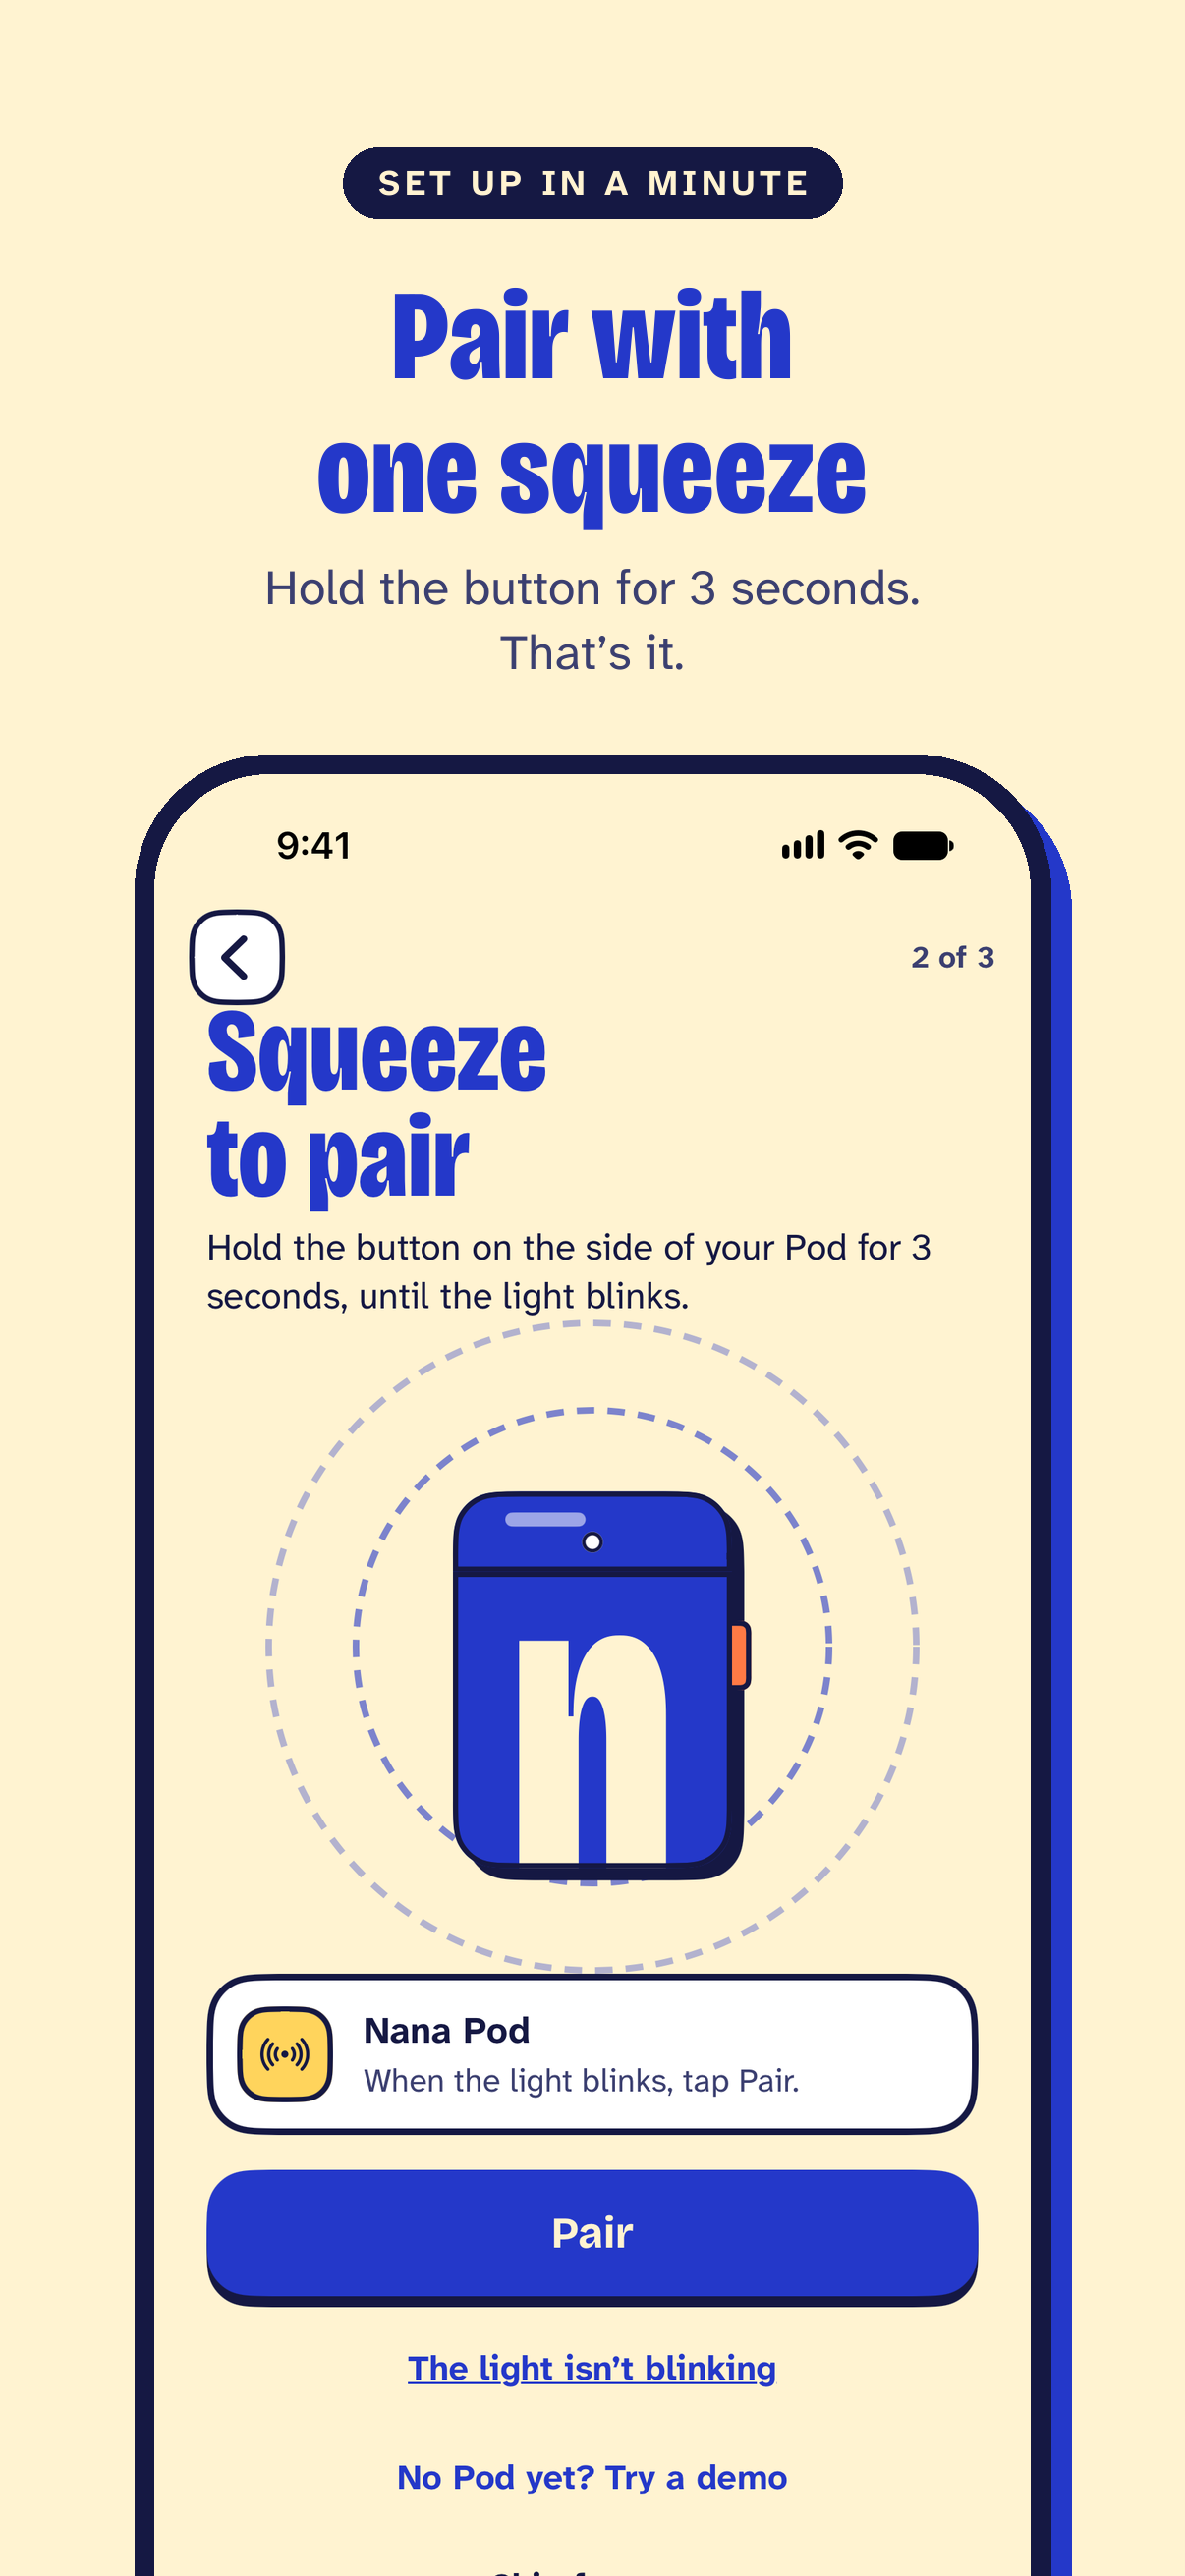 SET UP IN A MINUTE
Pair with
one squeeze
Hold the button for 3 seconds.
That’s it.
9:41
2 of 3
Squeeze
to pair
Hold the button on the side of your Pod for 3
seconds, until the light blinks.
n
Nana Pod
When the light blinks, tap Pair.
Pair
The light isn’t blinking
No Pod yet? Try a demo